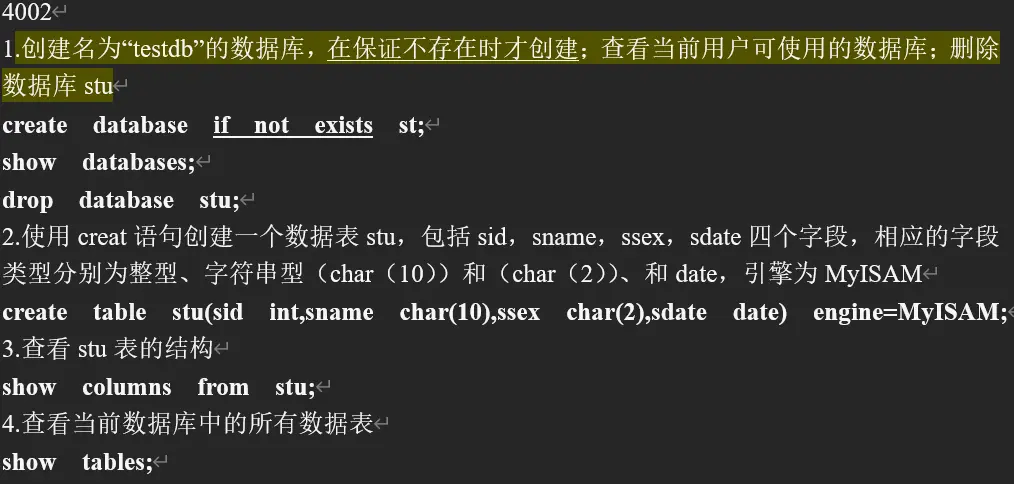 4002
1.创建名为“testdb”的数据库，在保证不存在时才创建；查看当前用户可使用的数据库；删除
数据库 stu
create database if not exists st;
show databases;
drop database stu;
2.使用 creat 语句创建一个数据表 stu，包括 sid，sname，ssex，sdate 四个字段，相应的字段
类型分别为整型、字符串型（char（10））和（char（2））、和 date，引擎为 MyISAM
create table stu(sid int,sname char(10),ssex char(2),sdate date) engine=MyISAM;
3.查看 stu 表的结构
show columns from stu;
4.查看当前数据库中的所有数据表
show tables;